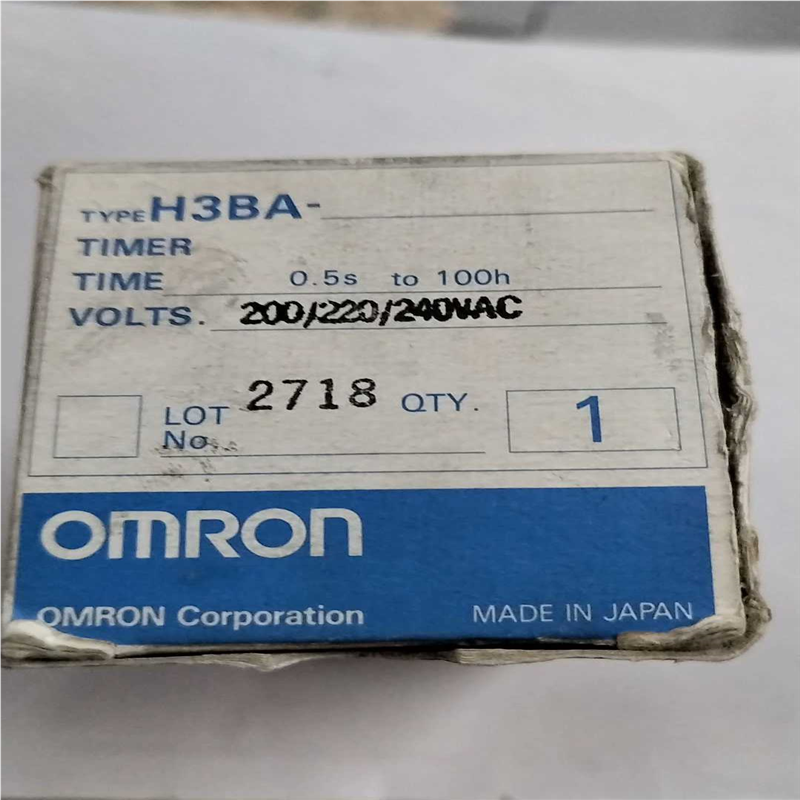 TYPE H3BA-
TIMER
TIME 0.5s to 100h
VOLTS. 200/220/240VAC
LOT No. 2718 QTY. 1
OMRON
OMRON Corporation MADE IN JAPAN